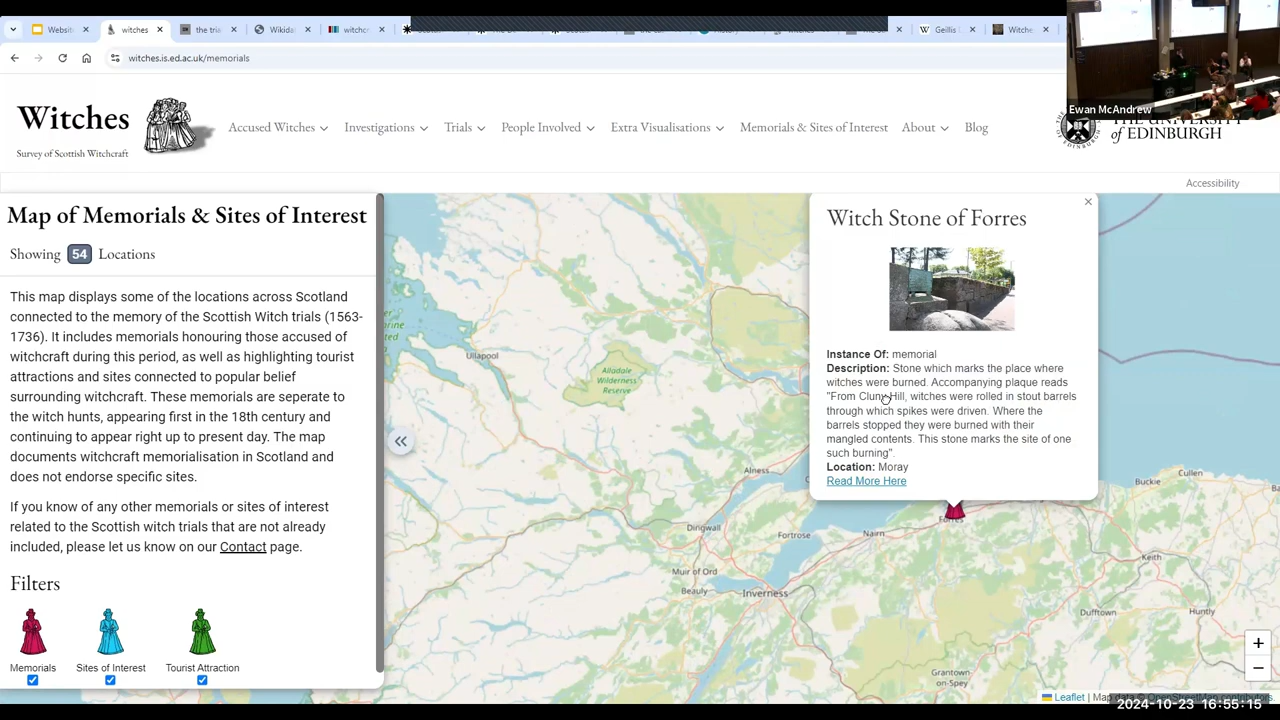 Website
witches
the tria
Wikida
witchcr
Geillis
Witche
witches.is.ed.ac.uk/memorials
Ewan McAndrew
Witches
Survey of Scottish Witchcraft
Accused Witches
Investigations
Trials
People Involved
Extra Visualisations
Memorials & Sites of Interest
About
Blog
THE UNIVERSITY
of EDINBURGH
Accessibility
Map of Memorials & Sites of Interest
Showing 54 Locations
This map displays some of the locations across Scotland
connected to the memory of the Scottish Witch trials (1563-
1736). It includes memorials honouring those accused of
witchcraft during this period, as well as highlighting tourist
attractions and sites connected to popular belief
surrounding witchcraft. These memorials are seperate to
the witch hunts, appearing first in the 18th century and
continuing to appear right up to present day. The map
documents witchcraft memorialisation in Scotland and
does not endorse specific sites.
If you know of any other memorials or sites of interest
related to the Scottish witch trials that are not already
included, please let us know on our Contact page.
Filters
Memorials
Sites of Interest
Tourist Attraction
Witch Stone of Forres
Instance Of: memorial
Description: Stone which marks the place where
witches were burned. Accompanying plaque reads
"From Cluny Hill, witches were rolled in stout barrels
through which spikes were driven. Where the
barrels stopped they were burned with their
mangled contents. This stone marks the site of one
such burning".
Location: Moray
Read More Here
Ullapool
Alladale
Wilderness
Reserve
Alness
Dingwall
Fortrose
Nairn
Forres
Muir of Ord
Beauly
Inverness
Buckie
Cullen
Keith
Dufftown
Huntly
Grantown
on-Spey
+
−
Leaflet | Map data © OpenStreetMap contributors
2024-10-23 16:55:15